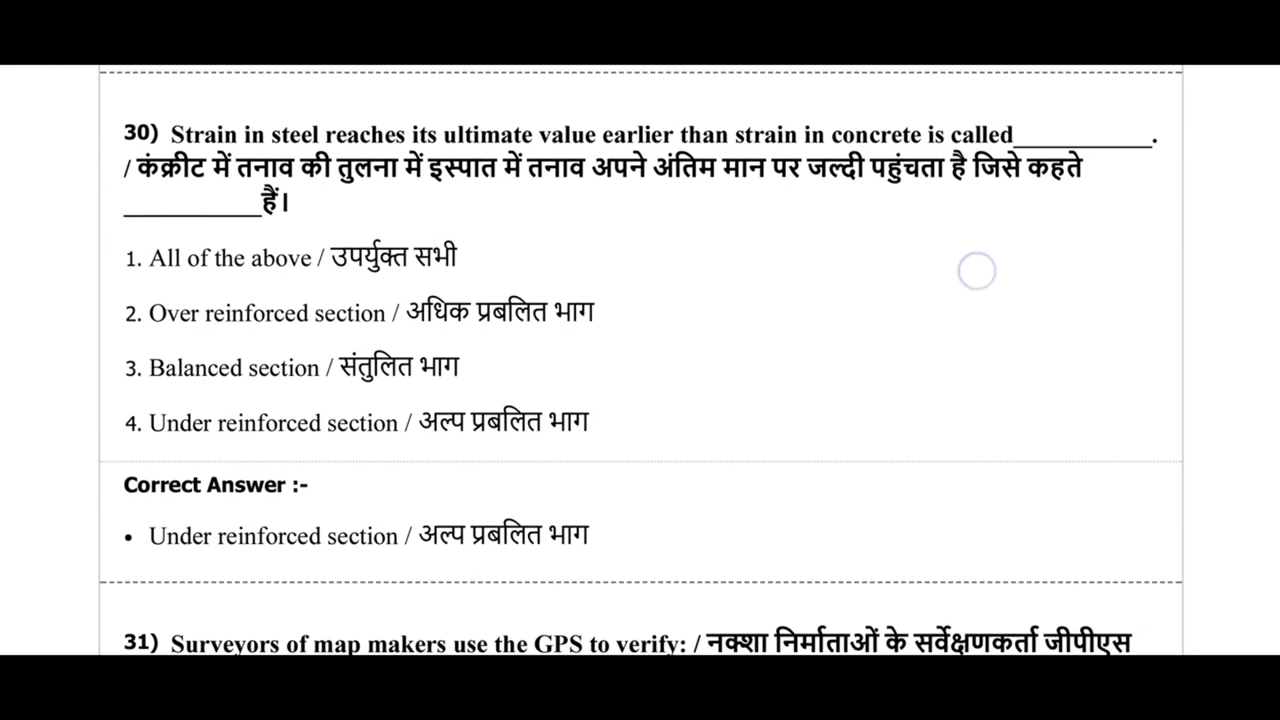 30) Strain in steel reaches its ultimate value earlier than strain in concrete is called___________.
/ कंक्रीट में तनाव की तुलना में इस्पात में तनाव अपने अंतिम मान पर जल्दी पहुंचता है जिसे कहते
___________हैं।
1. All of the above / उपर्युक्त सभी
2. Over reinforced section / अधिक प्रबलित भाग
3. Balanced section / संतुलित भाग
4. Under reinforced section / अल्प प्रबलित भाग
Correct Answer :-
• Under reinforced section / अल्प प्रबलित भाग
31) Surveyors of map makers use the GPS to verify: / नक्शा निर्माताओं के सर्वेक्षणकर्ता जीपीएस